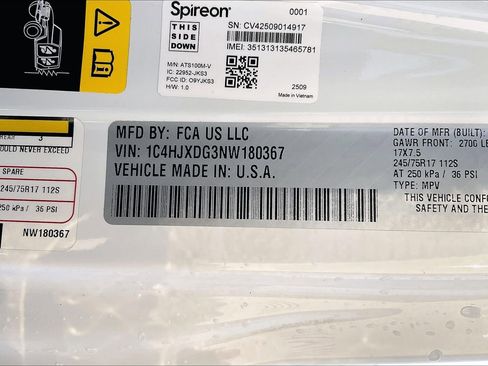 Spireon®
0001
THIS
SIDE
DOWN
SN: CV42509014917
IMEI: 351313135465781
M/N: ATS100M-V
IC: 22952-JKS3
FCC ID: O9YJKS3
H/W: 1.0
2509
Made in Vietnam
REAR
3
COULD NEVER EXCEED
SPARE
245/75R17 112S
250 kPa / 36 PSI
NW180367
MFD BY: FCA US LLC
VIN: 1C4HJXDG3NW180367
VEHICLE MADE IN: U.S.A.
DATE OF MFR (BUILT):
GAWR FRONT: 2700 L
17X7.5
245/75R17 112S
AT 250 kPa / 36 PSI
TYPE: MPV
THIS VEHICLE CONFO
SAFETY AND THE